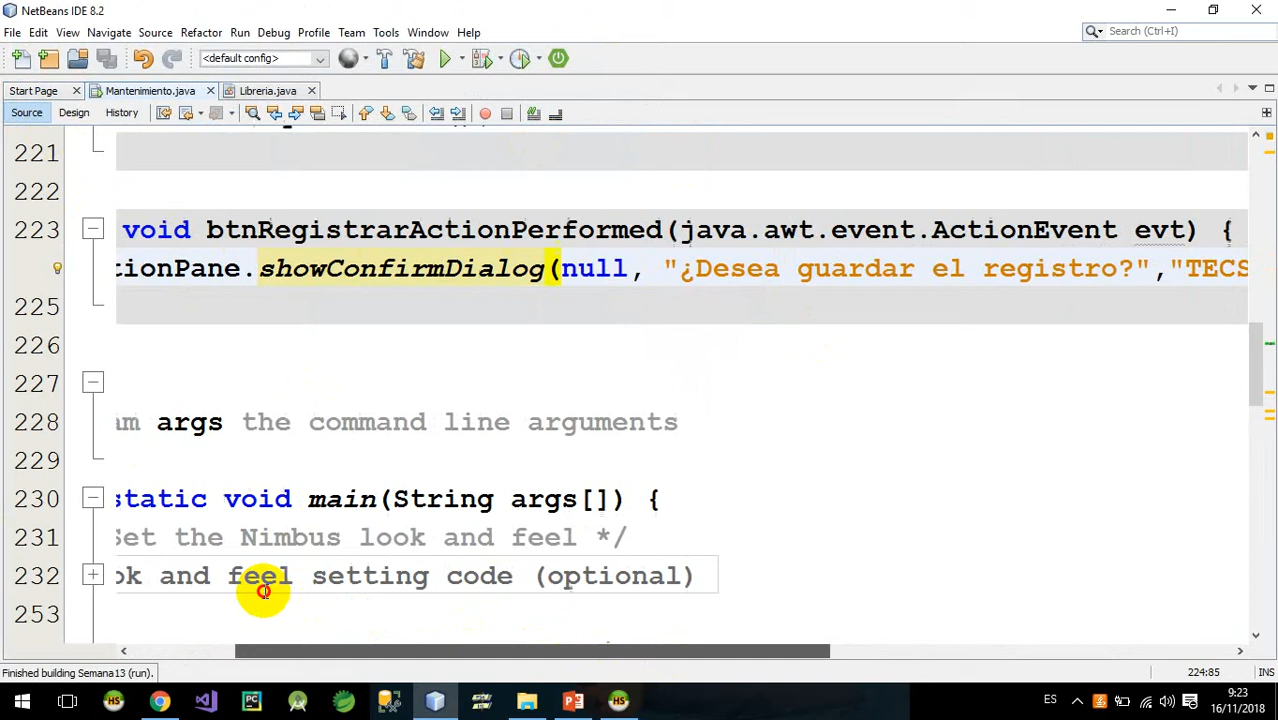 NetBeans IDE 8.2
File Edit View Navigate Source Refactor Run Debug Profile Team Tools Window Help
Search (Ctrl+I)
<default config>
Start Page Mantenimiento.java Libreria.java
Source Design History
221
222
223 void btnRegistrarActionPerformed(java.awt.event.ActionEvent evt) {
tionPane.showConfirmDialog(null, "¿Desea guardar el registro?","TECS
225
226
227
228 am args the command line arguments
229
230 static void main(String args[]) {
231 Set the Nimbus look and feel */
232 ok and feel setting code (optional)
253
Finished building Semana13 (run).
224:85 INS
ES
9:23
16/11/2018